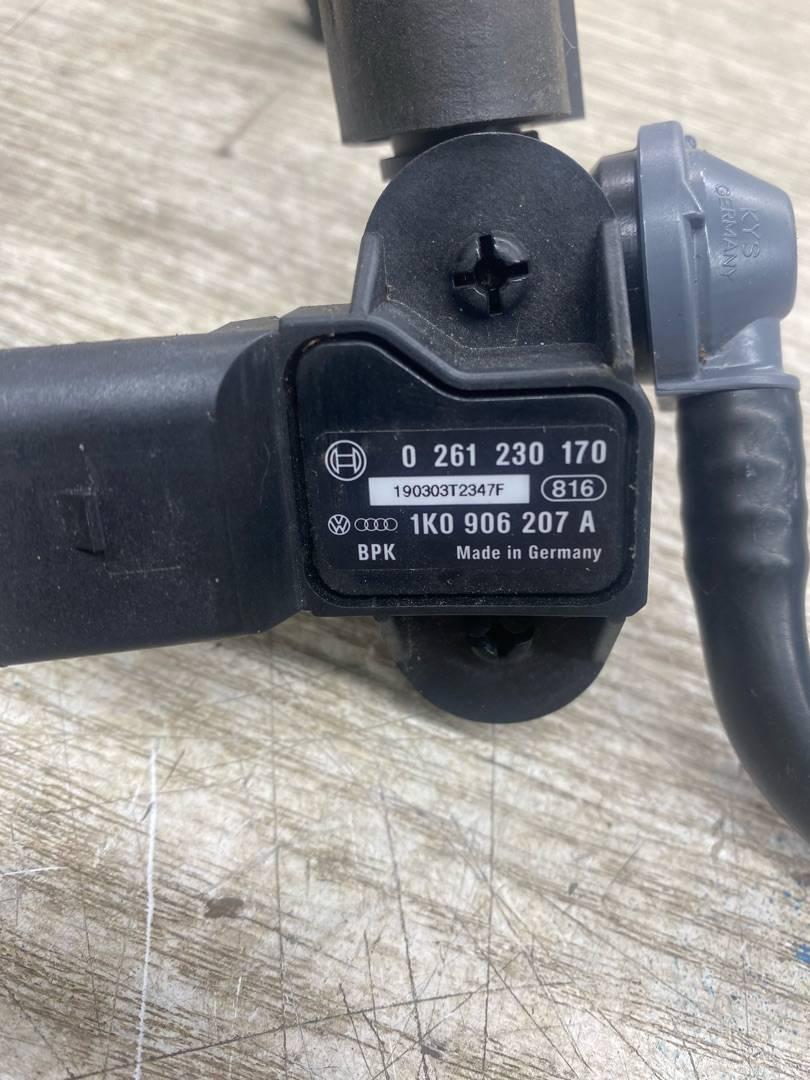 KYS
GERMANY
0 261 230 170
190303T2347F 816
1K0 906 207 A
BPK Made in Germany